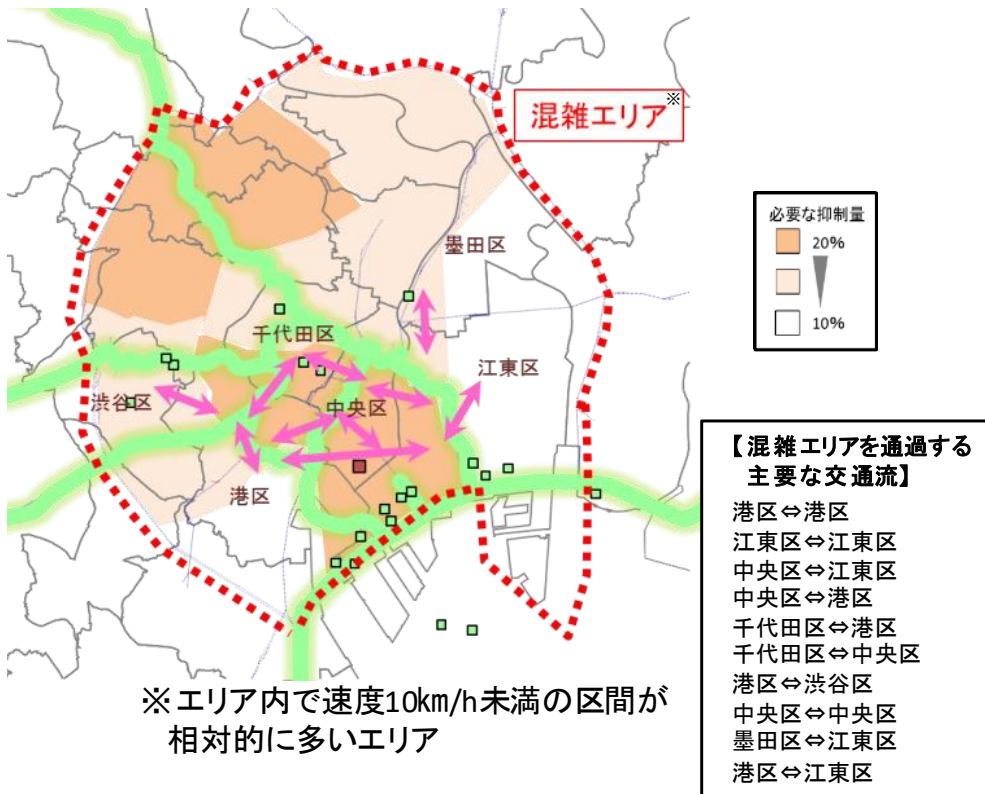 混雑エリア※
墨田区
千代田区
江東区
渋谷区
中央区
港区
必要な抑制量
20%
10%
【混雑エリアを通過する
主要な交通流】
港区⇔港区
江東区⇔江東区
中央区⇔江東区
中央区⇔港区
千代田区⇔港区
千代田区⇔中央区
港区⇔渋谷区
中央区⇔中央区
墨田区⇔江東区
港区⇔江東区
※エリア内で速度10km/h未満の区間が
相対的に多いエリア